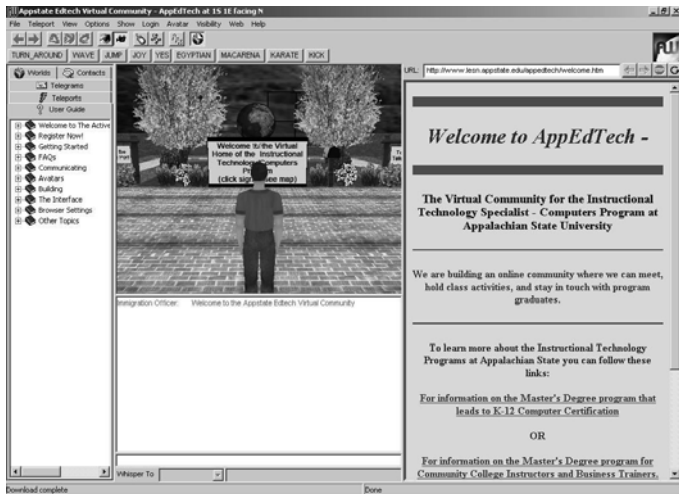 Appstate Edtech Virtual Community - AppEdTech at 1S 1E facing N
File Teleport View Options Show Login Avatar Visibility Web Help
TURN_AROUND WAVE JUMP JOY YES EGYPTIAN MACARENA KARATE KICK
Worlds Contacts
Telegrams
Teleports
User Guide
Welcome to The Active
Register Now!
Getting Started
FAQs
Communicating
Avatars
Building
The Interface
Browser Settings
Other Topics
Welcome to the Virtual
Home of the Instructional
Technology/Computers
Program
(click sign see map)
Immigration Officer: Welcome to the Appstate Edtech Virtual Community
Whisper To
URL: http://www.lesn.appstate.edu/appedtech/welcome.htm
Welcome to AppEdTech -
The Virtual Community for the Instructional
Technology Specialist - Computers Program at
Appalachian State University
We are building an online community where we can meet,
hold class activities, and stay in touch with program
graduates.
To learn more about the Instructional Technology
Programs at Appalachian State you can follow these
links:
For information on the Master's Degree program that
leads to K-12 Computer Certification
OR
For information on the Master's Degree program for
Community College Instructors and Business Trainers.
Download complete
Done